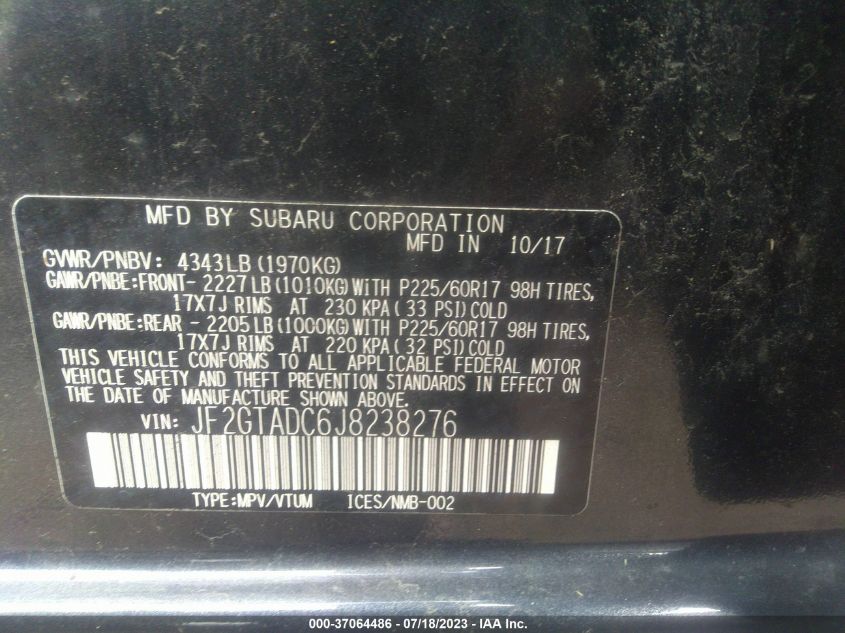 MFD BY SUBARU CORPORATION
MFD IN 10/17
GVWR/PNBV: 4343LB (1970KG)
GAWR/PNBE:FRONT- 2227LB (1010KG) WITH P225/60R17 98H TIRES,
17X7J RIMS AT 230 KPA (33 PSI) COLD
GAWR/PNBE:REAR - 2205LB (1000KG) WITH P225/60R17 98H TIRES,
17X7J RIMS AT 220 KPA (32 PSI) COLD
THIS VEHICLE CONFORMS TO ALL APPLICABLE FEDERAL MOTOR
VEHICLE SAFETY AND THEFT PREVENTION STANDARDS IN EFFECT ON
THE DATE OF MANUFACTURE SHOWN ABOVE.
VIN: JF2GTADC6J8238276
TYPE:MPV/VTUM ICES/NMB-002
000-37064486 - 07/18/2023 - IAA Inc.